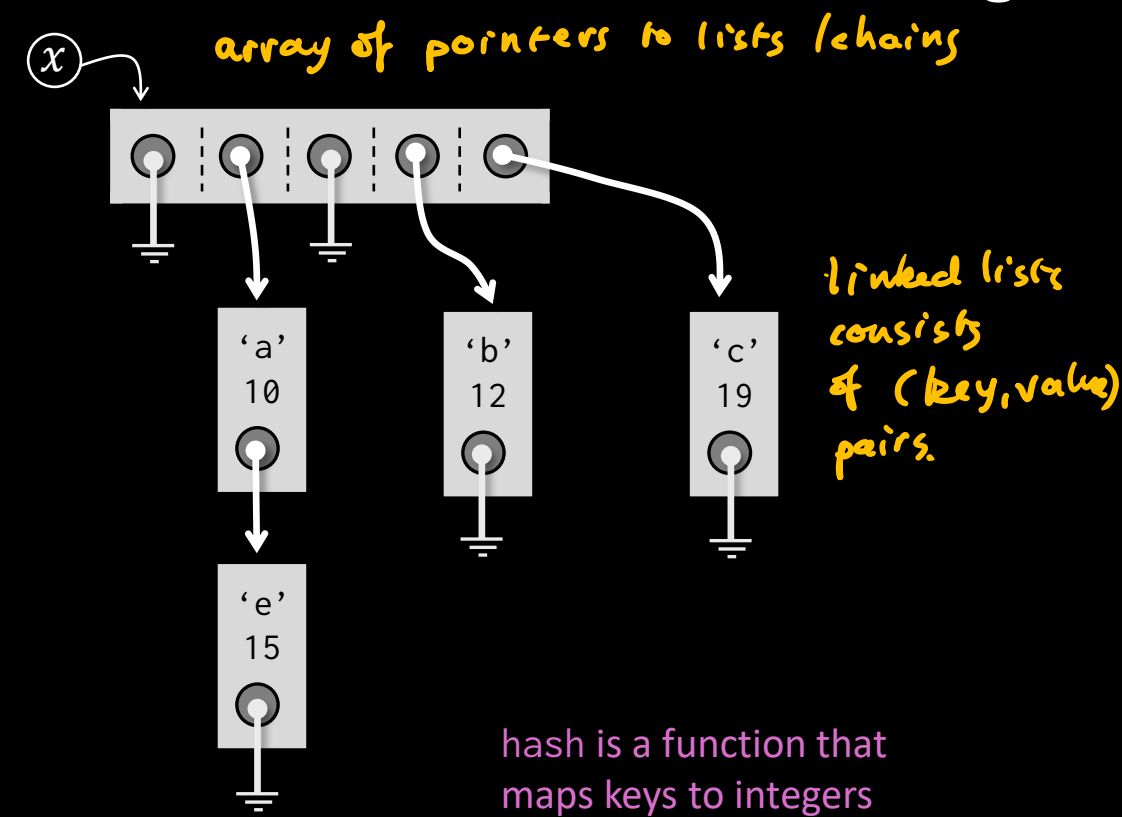 array of pointers to lists/chains
x
‘a’ ‘b’ ‘c’
10 12 19
linked lists
consists
of (key, value)
pairs.
‘e’
15
hash is a function that
maps keys to integers